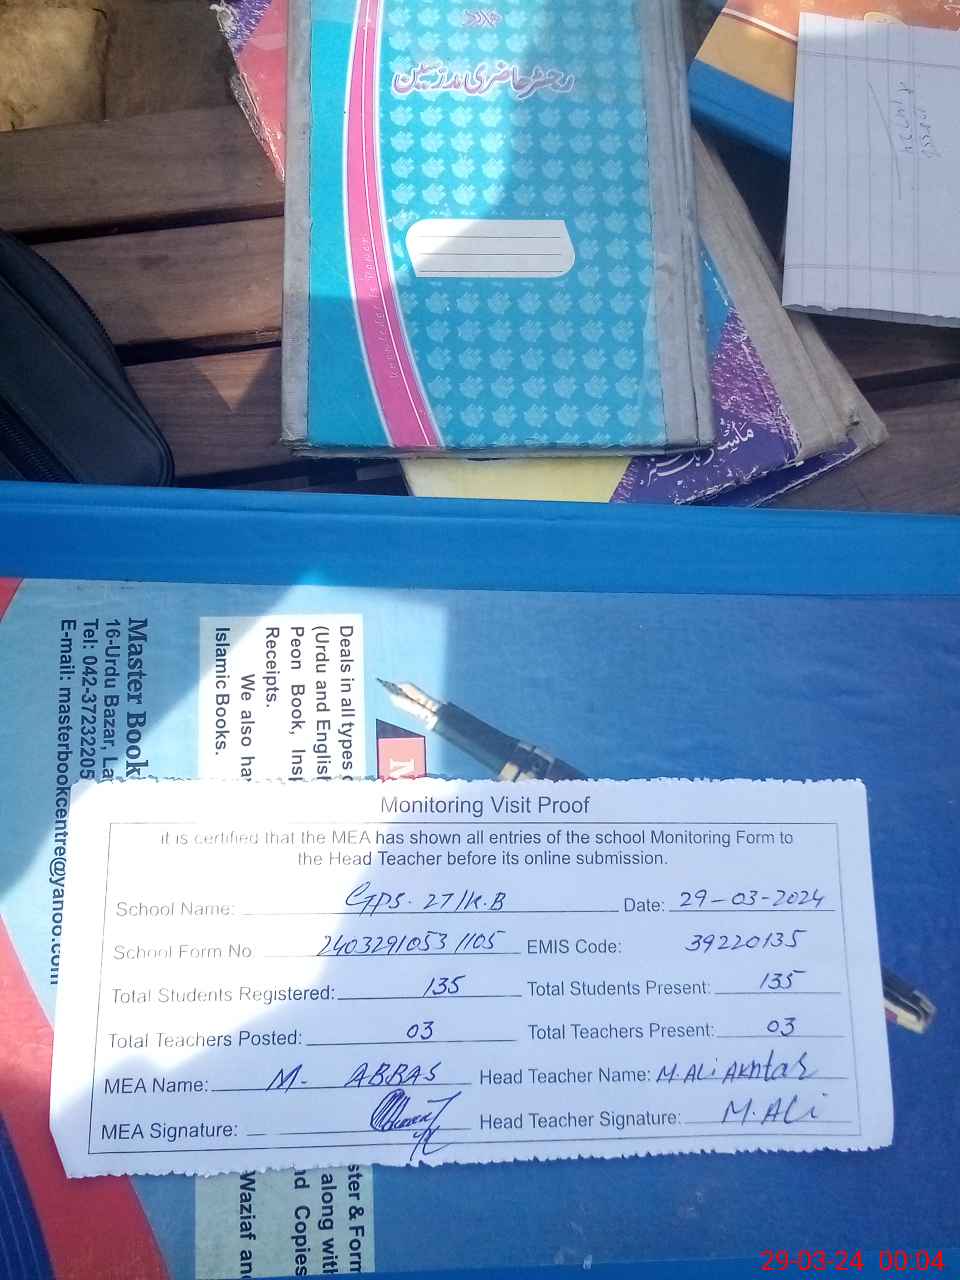 رجسٹر حاضری مدرسین
Master Book
16-Urdu Bazar, La
Tel: 042-37232205
E-mail: masterbookcentre@yahoo.com
Deals in all types
(Urdu and English
Peon Book, Insp
Receipts.
We also ha
Islamic Books.
M
Monitoring Visit Proof
it is certified that the MEA has shown all entries of the school Monitoring Form to
the Head Teacher before its online submission.
School Name: GPS. 27/K.B Date: 29-03-2024
School Form No 2403291053 1105 EMIS Code: 39220135
Total Students Registered: 135 Total Students Present: 135
Total Teachers Posted: 03 Total Teachers Present: 03
MEA Name: M. ABBAS Head Teacher Name: M. ALi Akhtar
MEA Signature: Head Teacher Signature: M. ALi
ster & Form
along with
nd Copies
Waziaf and
29-03-24 00:04